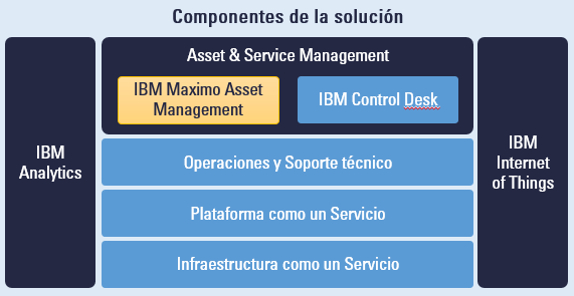 Componentes de la solución
Asset & Service Management
IBM Maximo Asset
Management
IBM Control Desk
IBM
Analytics
Operaciones y Soporte técnico
Plataforma como un Servicio
Infraestructura como un Servicio
IBM
Internet
of Things